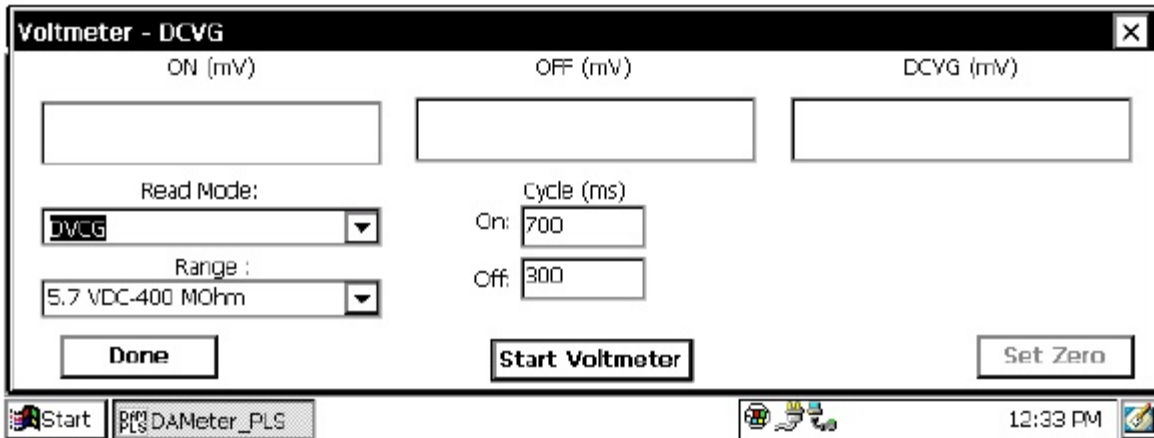 Voltmeter - DCVG
ON (mV) OFF (mV) DCVG (mV)
Read Mode: Cycle (ms)
DVCG On: 700
Range : Off: 300
5.7 VDC-400 MOhm
Done Start Voltmeter Set Zero
Start DAMeter_PLS 12:33 PM